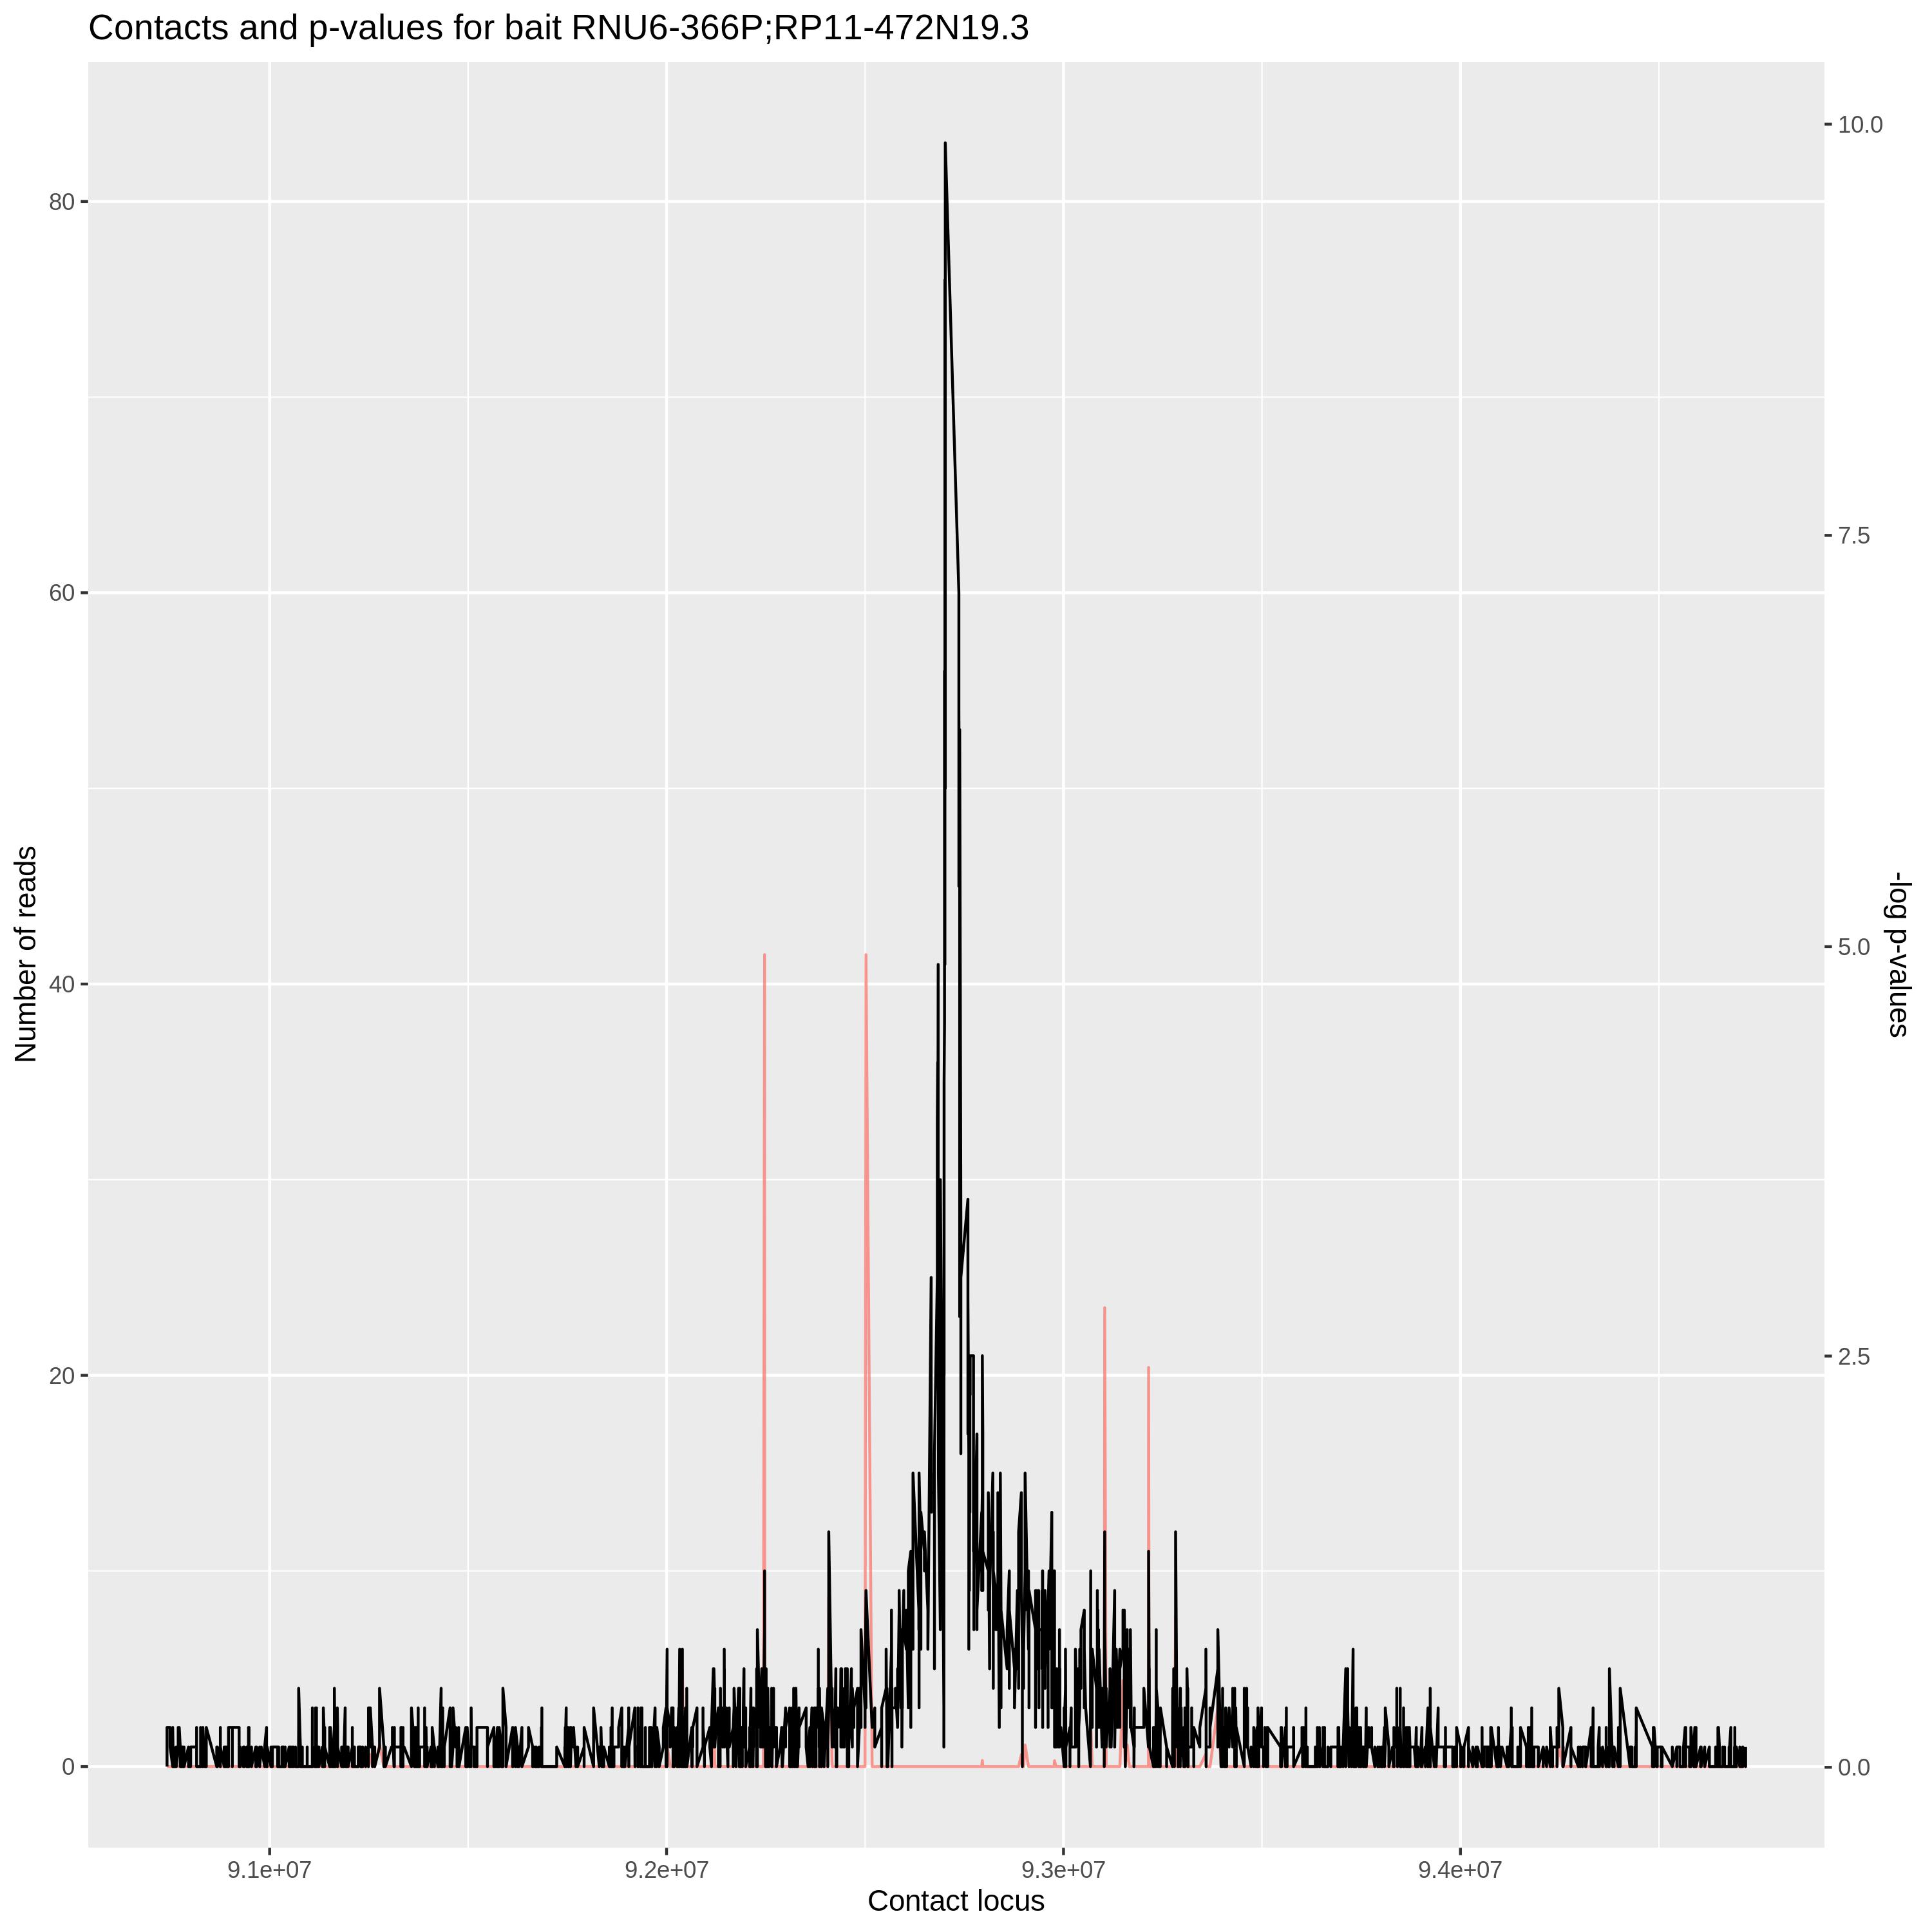 Contacts and p-values for bait RNU6-366P;RP11-472N19.3
Number of reads
80
60
40
20
0
10.0
7.5
5.0
2.5
0.0
-log p-values
9.1e+07 9.2e+07 9.3e+07 9.4e+07
Contact locus